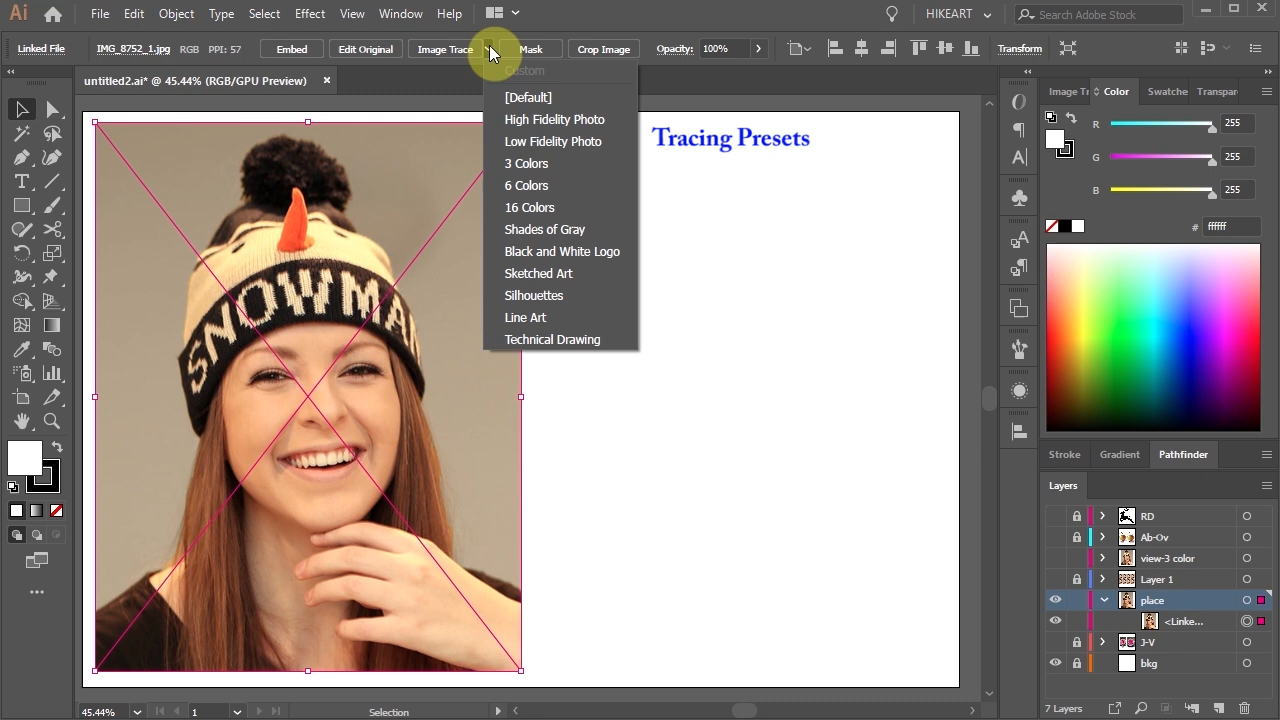 Ai File Edit Object Type Select Effect View Window Help HIKEART Search Adobe Stock
Linked File IMG_8752_1.jpg RGB PPI: 57 Embed Edit Original Image Trace Mask Crop Image Opacity: 100% Transform
untitled2.ai* @ 45.44% (RGB/GPU Preview) ×
Custom
[Default]
High Fidelity Photo
Low Fidelity Photo
3 Colors
6 Colors
16 Colors
Shades of Gray
Black and White Logo
Sketched Art
Silhouettes
Line Art
Technical Drawing
Tracing Presets
SNOWMA
Image Tr Color Swatche Transpar
R 255
G 255
B 255
# ffffff
Stroke Gradient Pathfinder
Layers
RD
Ab-Ov
view-3 color
Layer 1
place
<Linke...
J-V
bkg
7 Layers
45.44% 1 Selection